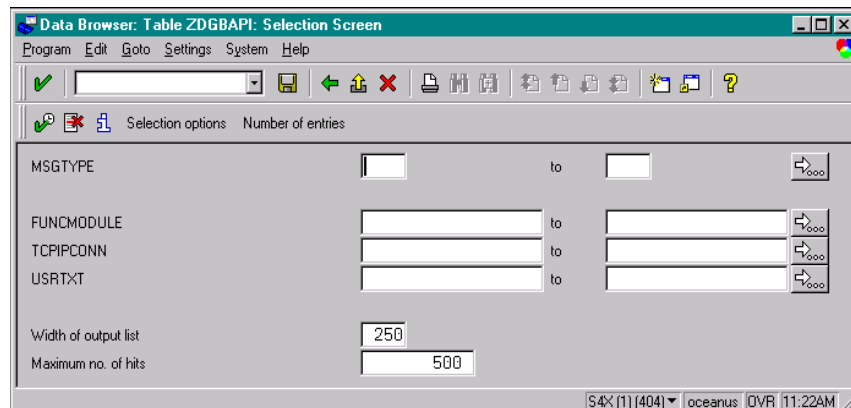 Data Browser: Table ZDGBAPI: Selection Screen
Program Edit Goto Settings System Help
Selection options Number of entries
MSGTYPE to
FUNCMODULE to
TCPIPCONN to
USRTXT to
Width of output list 250
Maximum no. of hits 500
S4X (1) (404) oceanus OVR 11:22AM